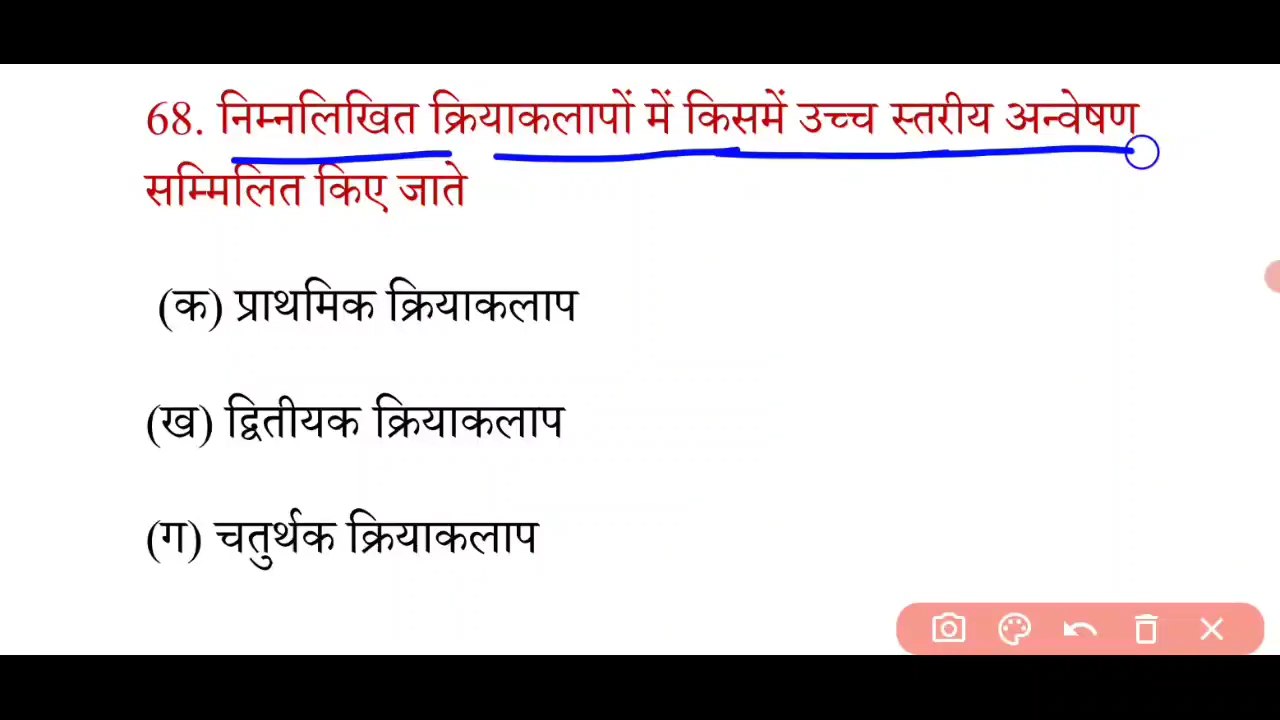 68. निम्नलिखित क्रियाकलापों में किसमें उच्च स्तरीय अन्वेषण
सम्मिलित किए जाते
(क) प्राथमिक क्रियाकलाप
(ख) द्वितीयक क्रियाकलाप
(ग) चतुर्थक क्रियाकलाप